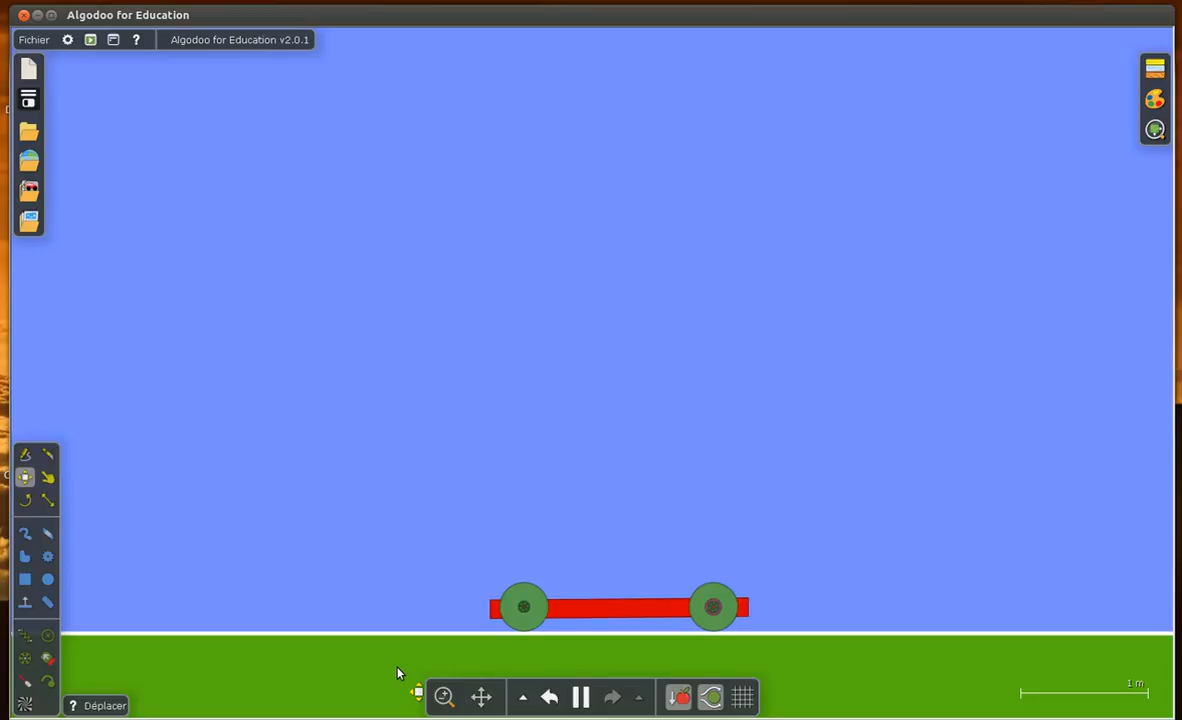 Algodoo for Education
Fichier ? Algodoo for Education v2.0.1
1 m
? Déplacer